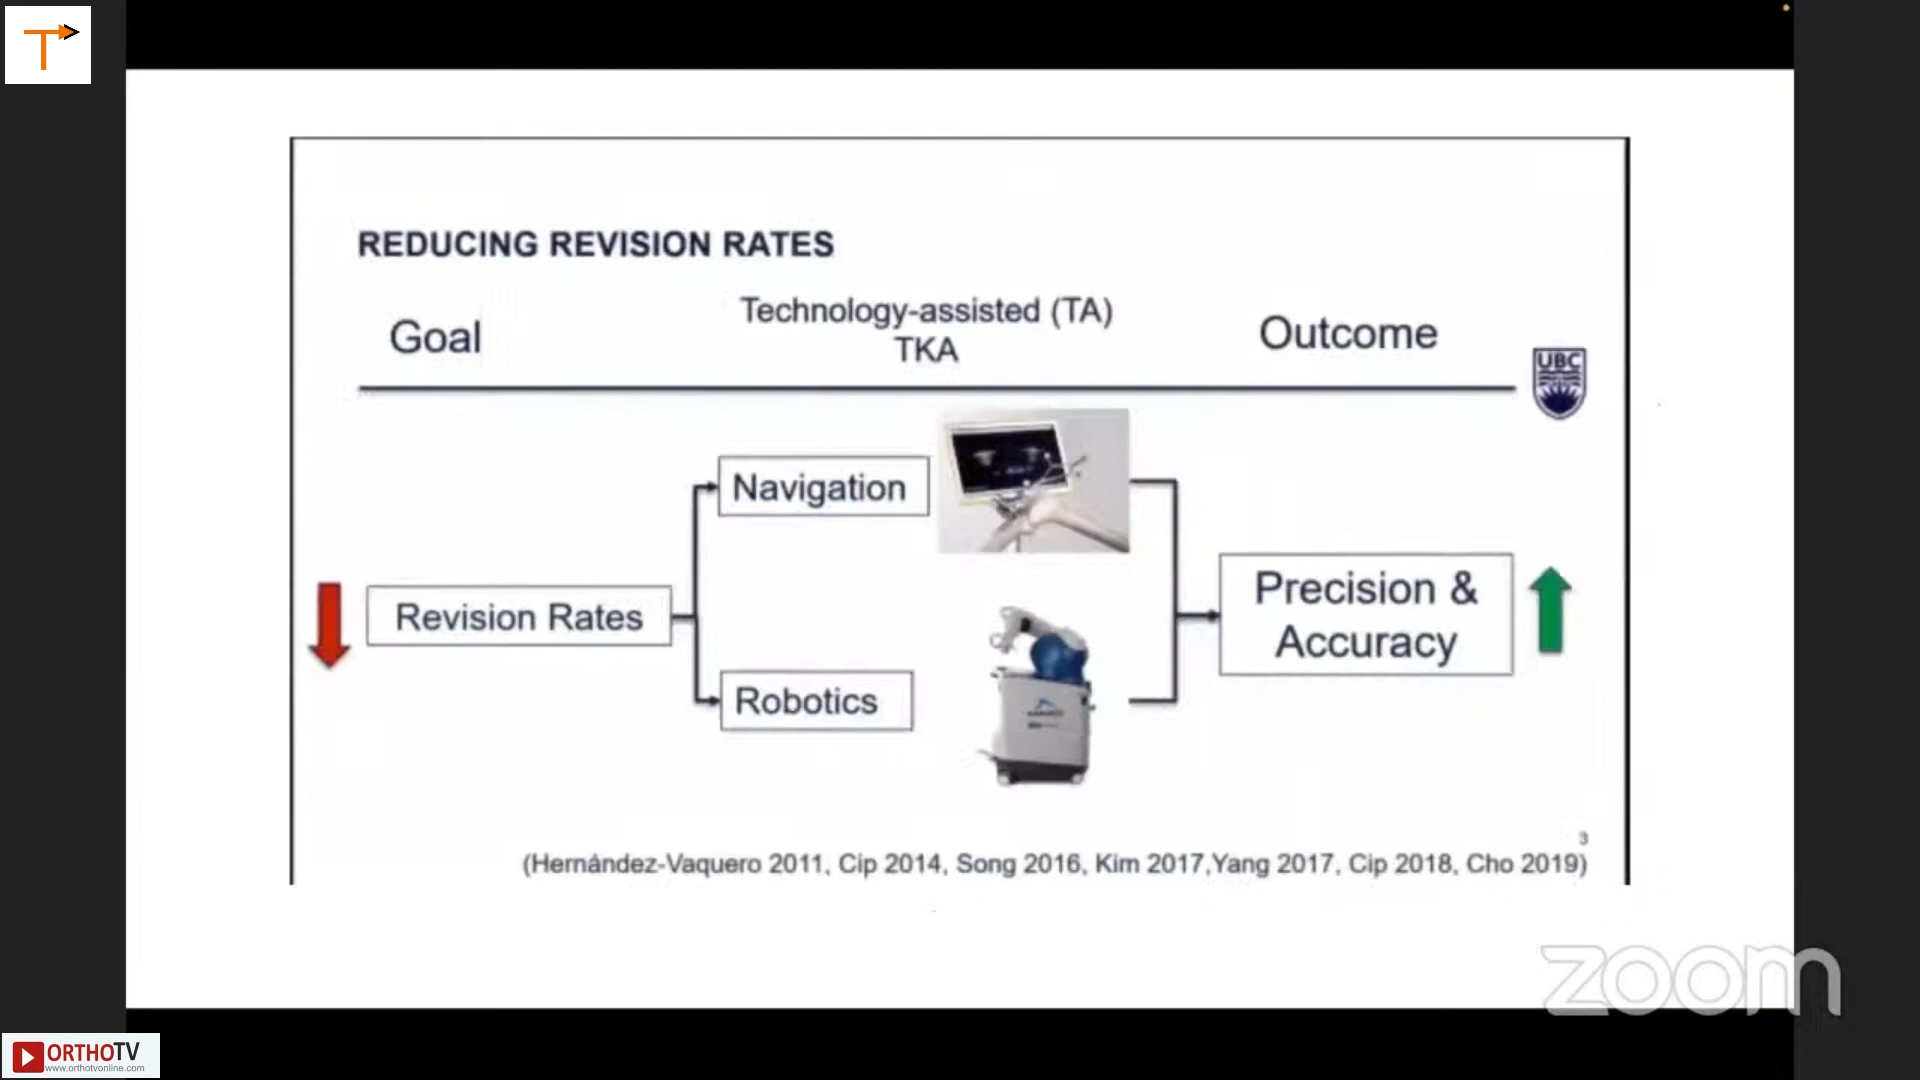 T
REDUCING REVISION RATES
Goal
Technology-assisted (TA)
TKA
Outcome
UBC
Navigation
Revision Rates
Precision &
Accuracy
Robotics
3
(Hernández-Vaquero 2011, Cip 2014, Song 2016, Kim 2017,Yang 2017, Cip 2018, Cho 2019)
zoom
ORTHOTV
www.orthotvonline.com